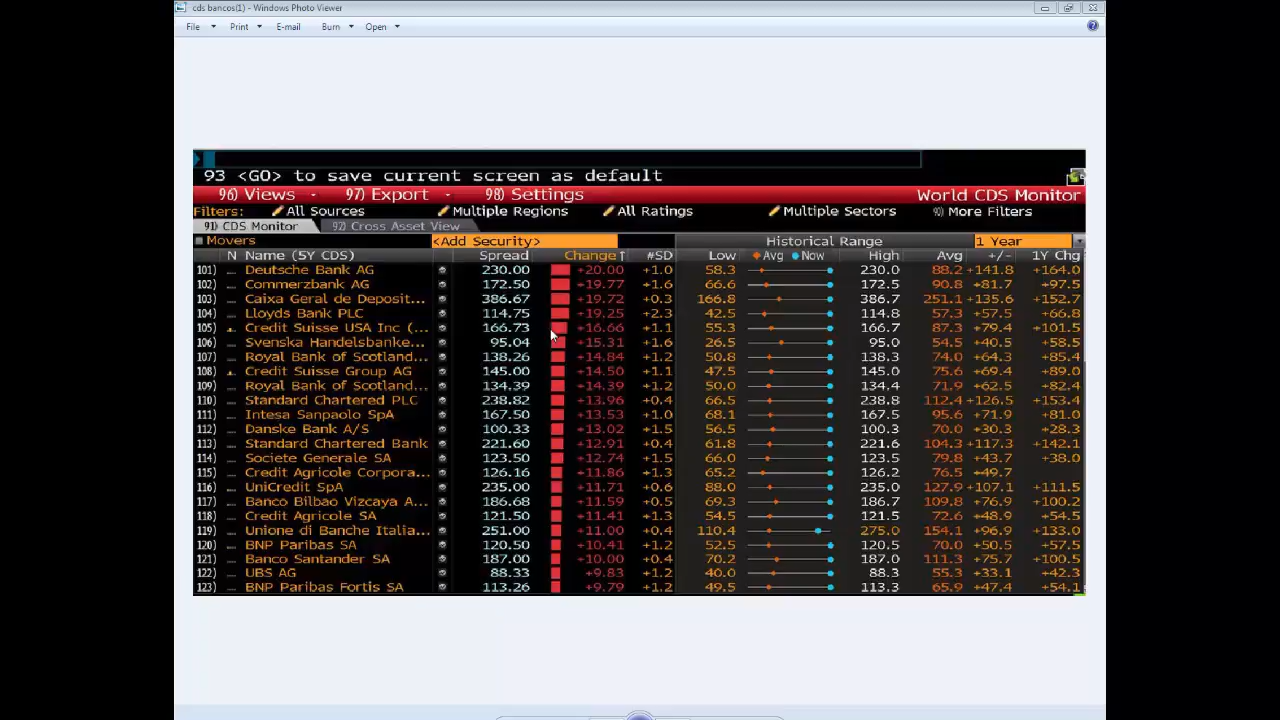 cds bancos(1) - Windows Photo Viewer
File Print E-mail Burn Open
93 <GO> to save current screen as default
96) Views 97) Export 98) Settings World CDS Monitor
Filters: All Sources Multiple Regions All Ratings Multiple Sectors 9) More Filters
91) CDS Monitor 92) Cross Asset View
Movers <Add Security> Historical Range 1 Year
N Name (5Y CDS) Spread Change↑ #SD Low Avg Now High Avg +/- 1Y Chg
101) Deutsche Bank AG 230.00 +20.00 +1.0 58.3 230.0 88.2 +141.8 +164.0
102) Commerzbank AG 172.50 +19.77 +1.6 66.6 172.5 90.8 +81.7 +97.5
103) Caixa Geral de Deposit... 386.67 +19.72 +0.3 166.8 386.7 251.1 +135.6 +152.7
104) Lloyds Bank PLC 114.75 +19.25 +2.3 42.5 114.8 57.3 +57.5 +66.8
105) Credit Suisse USA Inc (... 166.73 +16.66 +1.1 55.3 166.7 87.3 +79.4 +101.5
106) Svenska Handelsbanke... 95.04 +15.31 +1.6 26.5 95.0 54.5 +40.5 +58.5
107) Royal Bank of Scotland... 138.26 +14.84 +1.2 50.8 138.3 74.0 +64.3 +85.4
108) Credit Suisse Group AG 145.00 +14.50 +1.1 47.5 145.0 75.6 +69.4 +89.0
109) Royal Bank of Scotland... 134.39 +14.39 +1.2 50.0 134.4 71.9 +62.5 +82.4
110) Standard Chartered PLC 238.82 +13.96 +0.4 66.5 238.8 112.4 +126.5 +153.4
111) Intesa Sanpaolo SpA 167.50 +13.53 +1.0 68.1 167.5 95.6 +71.9 +81.0
112) Danske Bank A/S 100.33 +13.02 +1.5 56.5 100.3 70.0 +30.3 +28.3
113) Standard Chartered Bank 221.60 +12.91 +0.4 61.8 221.6 104.3 +117.3 +142.1
114) Societe Generale SA 123.50 +12.74 +1.5 66.0 123.5 79.8 +43.7 +38.0
115) Credit Agricole Corpora... 126.16 +11.86 +1.3 65.2 126.2 76.5 +49.7
116) UniCredit SpA 235.00 +11.71 +0.6 88.0 235.0 127.9 +107.1 +111.5
117) Banco Bilbao Vizcaya A... 186.68 +11.59 +0.5 69.3 186.7 109.8 +76.9 +100.2
118) Credit Agricole SA 121.50 +11.41 +1.3 54.5 121.5 72.6 +48.9 +54.5
119) Unione di Banche Italia... 251.00 +11.00 +0.4 110.4 275.0 154.1 +96.9 +133.0
120) BNP Paribas SA 120.50 +10.41 +1.2 52.5 120.5 70.0 +50.5 +57.5
121) Banco Santander SA 187.00 +10.00 +0.4 70.2 187.0 111.3 +75.7 +100.5
122) UBS AG 88.33 +9.83 +1.2 40.0 88.3 55.3 +33.1 +42.3
123) BNP Paribas Fortis SA 113.26 +9.79 +1.2 49.5 113.3 65.9 +47.4 +54.1